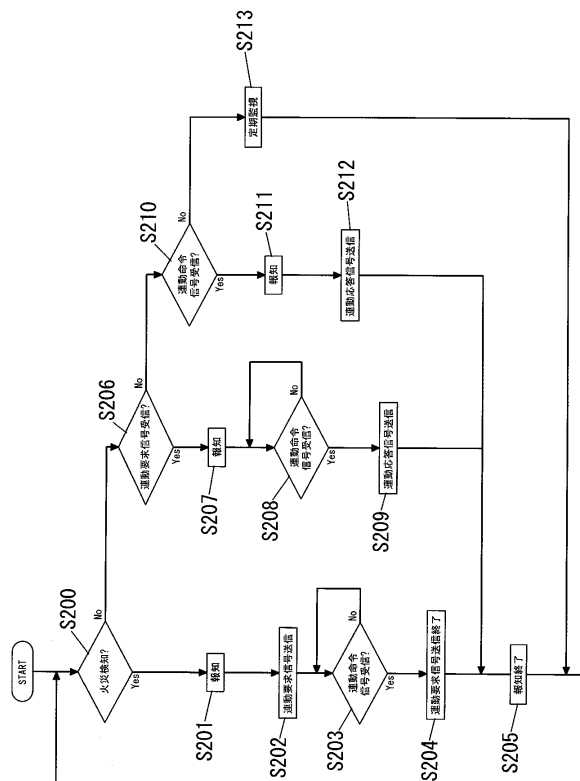 START
S200
火災検知?
No
Yes
S201
報知
S202
連動要求信号送信
S203
連動命令
信号受信?
No
Yes
S204
連動要求信号送信終了
S205
報知終了
S206
連動要求信号受信?
No
Yes
S207
報知
S208
連動命令
信号受信?
No
Yes
S209
連動応答信号送信
S210
連動命令
信号受信?
No
Yes
S211
報知
S212
連動応答信号送信
S213
定期監視